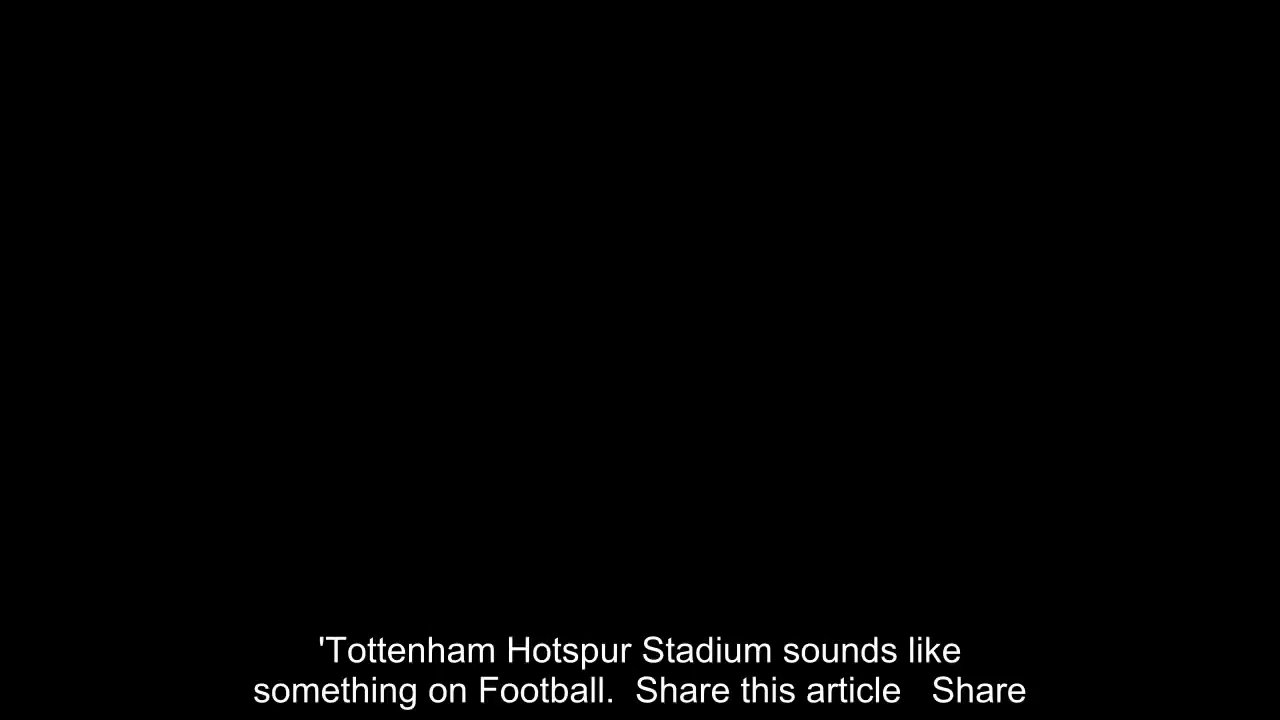 'Tottenham Hotspur Stadium sounds like
something on Football.  Share this article   Share